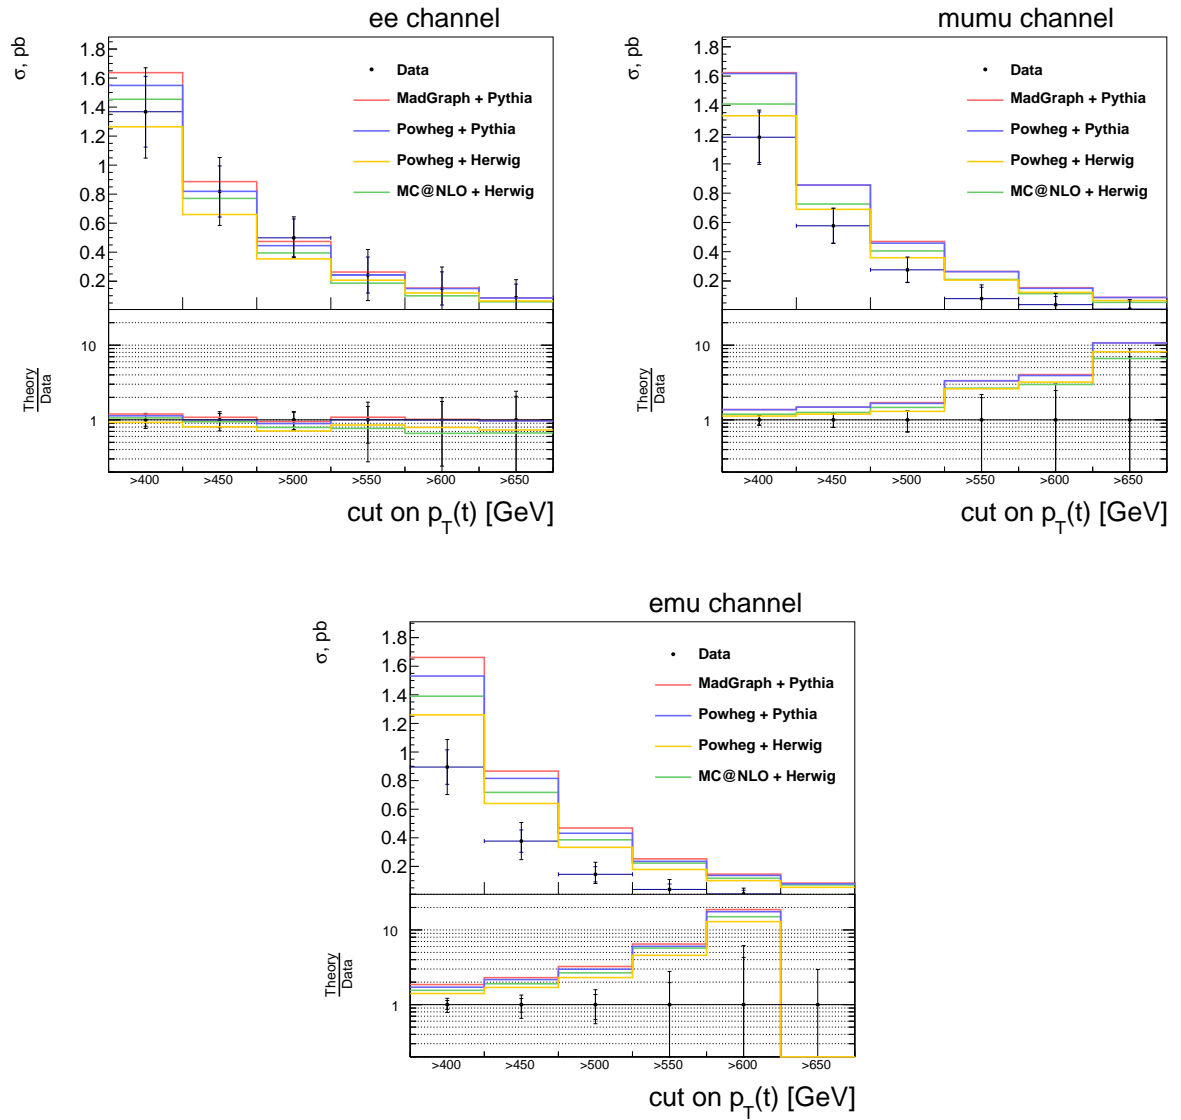 ee channel
σ, pb
1.8
1.6
1.4
1.2
1
0.8
0.6
0.4
0.2
Data
MadGraph + Pythia
Powheg + Pythia
Powheg + Herwig
MC@NLO + Herwig
Theory
Data
10
1
>400 >450 >500 >550 >600 >650
cut on p_T(t) [GeV]
mumu channel
σ, pb
1.8
1.6
1.4
1.2
1
0.8
0.6
0.4
0.2
Data
MadGraph + Pythia
Powheg + Pythia
Powheg + Herwig
MC@NLO + Herwig
Theory
Data
10
1
>400 >450 >500 >550 >600 >650
cut on p_T(t) [GeV]
emu channel
σ, pb
1.8
1.6
1.4
1.2
1
0.8
0.6
0.4
0.2
Data
MadGraph + Pythia
Powheg + Pythia
Powheg + Herwig
MC@NLO + Herwig
Theory
Data
10
1
>400 >450 >500 >550 >600 >650
cut on p_T(t) [GeV]